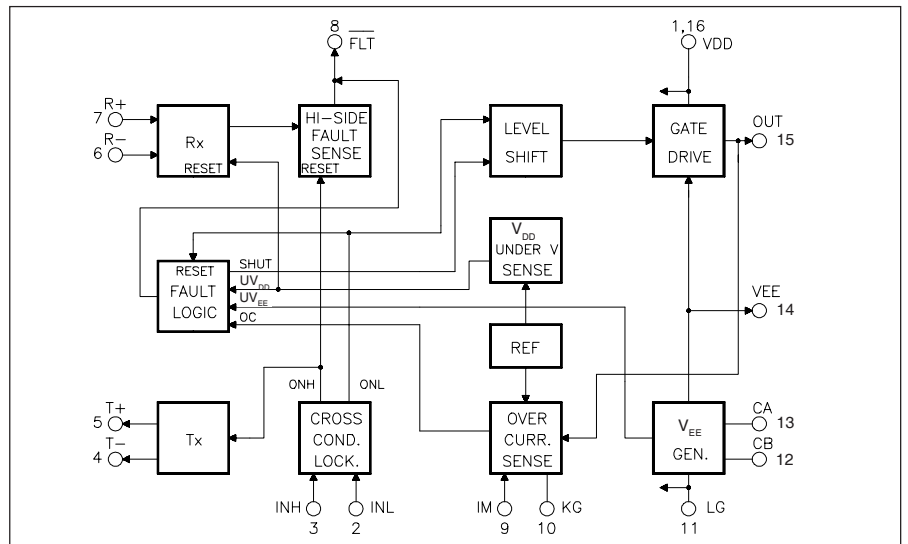 8 FLT
1,16 VDD
R+
7
R-
6
Rx
RESET
HI-SIDE
FAULT
SENSE
RESET
LEVEL
SHIFT
GATE
DRIVE
OUT
15
RESET
FAULT
LOGIC
SHUT
UVDD
UVEE
OC
VDD
UNDER V
SENSE
VEE
14
REF
ONH
ONL
T+
5
T-
4
Tx
CROSS
COND.
LOCK.
OVER
CURR.
SENSE
VEE
GEN.
CA
13
CB
12
INH
3
INL
2
IM
9
KG
10
LG
11